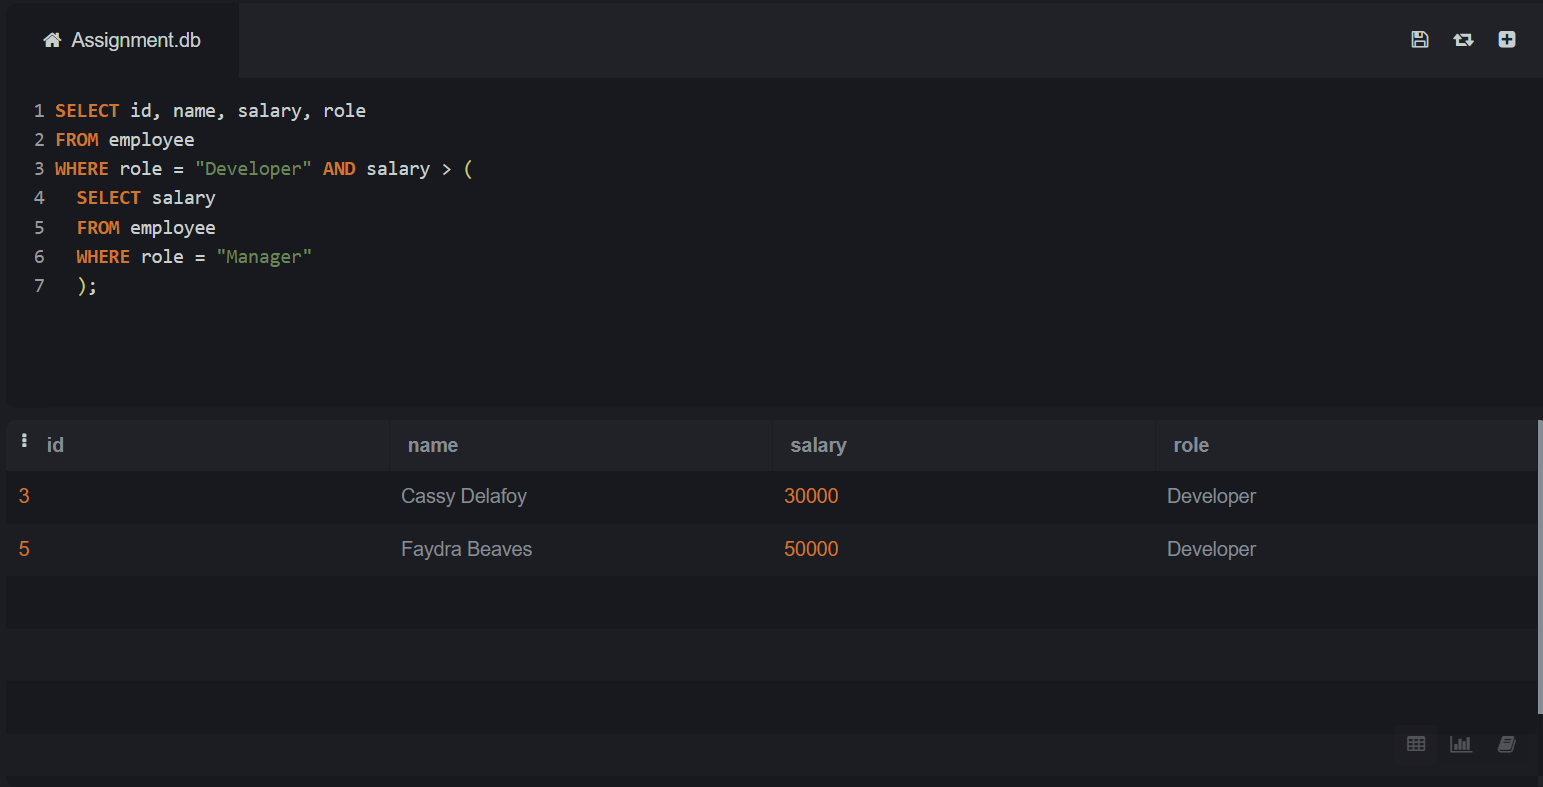 Assignment.db
1 SELECT id, name, salary, role
2 FROM employee
3 WHERE role = "Developer" AND salary > (
4   SELECT salary
5   FROM employee
6   WHERE role = "Manager"
7   );
id name salary role
3 Cassy Delafoy 30000 Developer
5 Faydra Beaves 50000 Developer